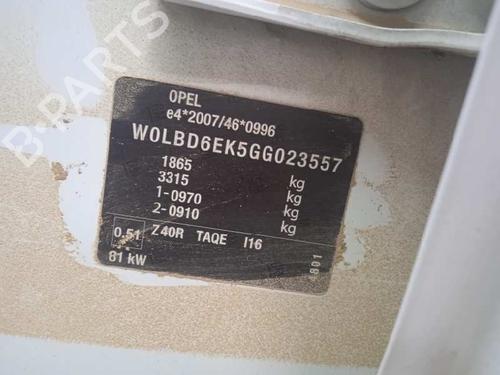 OPEL
e4*2007/46*0996
W0LBD6EK5GG023557
1865 kg
3315 kg
1-0970 kg
2-0910 kg
0.51 Z40R TAQE I16
81 kW
1801
B-PARTS